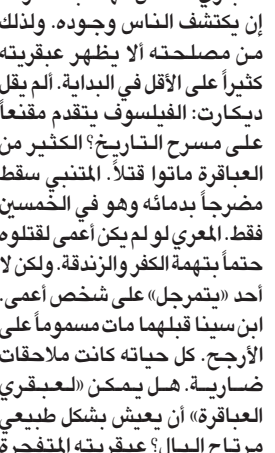 إن يكتشف الناس وجوده. ولذلك
من مصلحته ألا يظهر عبقريته
كثيراً على الأقل في البداية. ألم يقل
ديكارت: الفيلسوف يتقدم مقنعاً
على مسرح التاريخ؟ الكثير من
العباقرة ماتوا قتلاً. المتنبي سقط
مضرجاً بدمائه وهو في الخمسين
فقط. المعري لو لم يكن أعمى لقتلوه
حتماً بتهمة الكفر والزندقة. ولكن لا
أحد «يتمرجل» على شخص أعمى.
ابن سينا قبلهما مات مسموماً على
الأرجح. كل حياته كانت ملاحقات
ضارية. هل يمكن «لعبقري
العباقرة» أن يعيش بشكل طبيعي
مرتاح البال؟ عبقريته المتفجرة